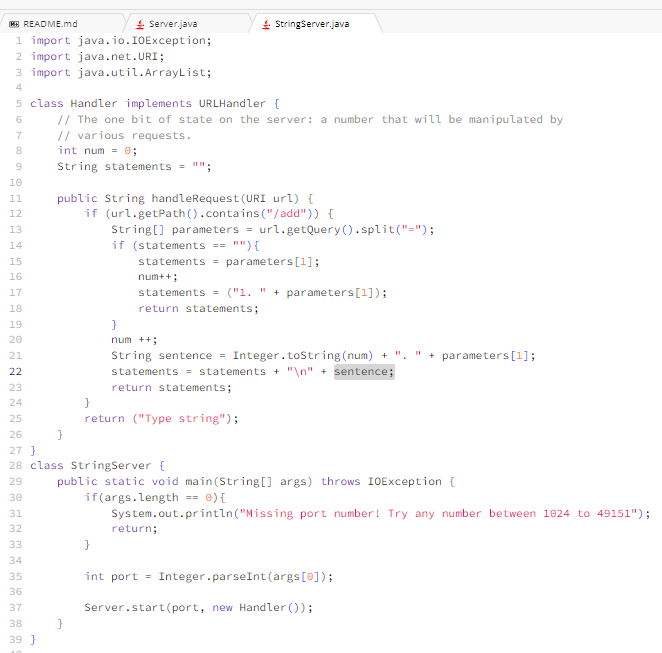 README.md Server.java StringServer.java
1 import java.io.IOException;
2 import java.net.URI;
3 import java.util.ArrayList;
4
5 class Handler implements URLHandler {
6     // The one bit of state on the server: a number that will be manipulated by
7     // various requests.
8     int num = 0;
9     String statements = "";
10
11     public String handleRequest(URI url) {
12         if (url.getPath().contains("/add")) {
13             String[] parameters = url.getQuery().split("=");
14             if (statements == ""){
15                 statements = parameters[1];
16                 num++;
17                 statements = ("1. " + parameters[1]);
18                 return statements;
19             }
20             num ++;
21             String sentence = Integer.toString(num) + ". " + parameters[1];
22             statements = statements + "\n" + sentence;
23             return statements;
24         }
25         return ("Type string");
26     }
27 }
28 class StringServer {
29     public static void main(String[] args) throws IOException {
30         if(args.length == 0){
31             System.out.println("Missing port number! Try any number between 1024 to 49151");
32             return;
33         }
34
35         int port = Integer.parseInt(args[0]);
36
37         Server.start(port, new Handler());
38     }
39 }